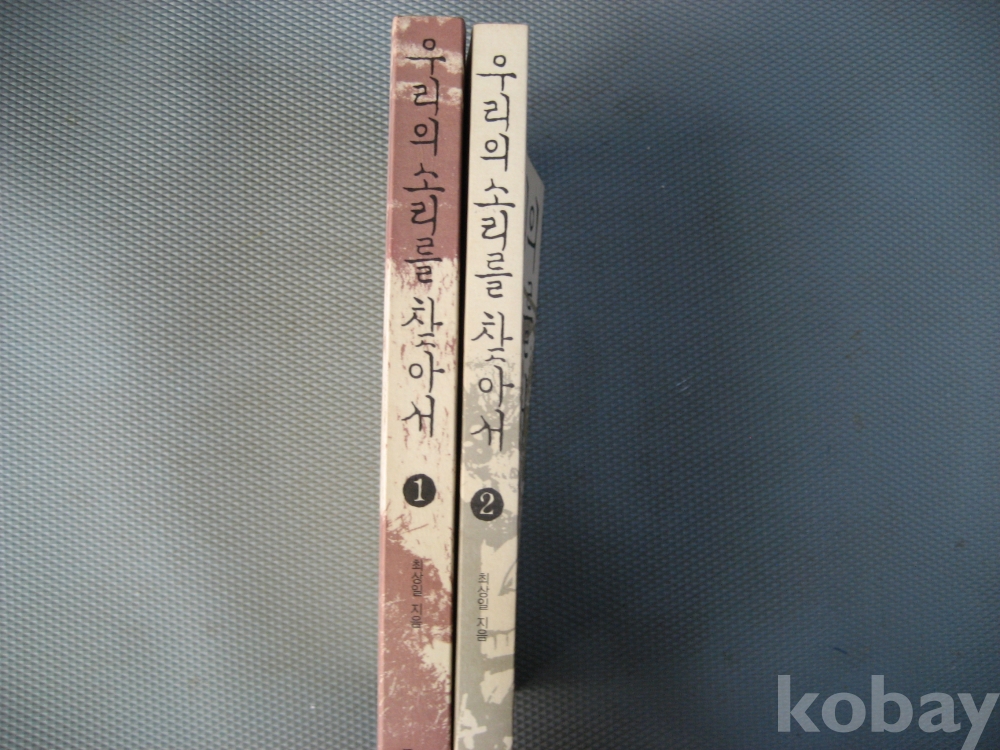 우리의 소리를 찾아서
1
최상일 지음
우리의 소리를 찾아서
2
최상일 지음
kobay